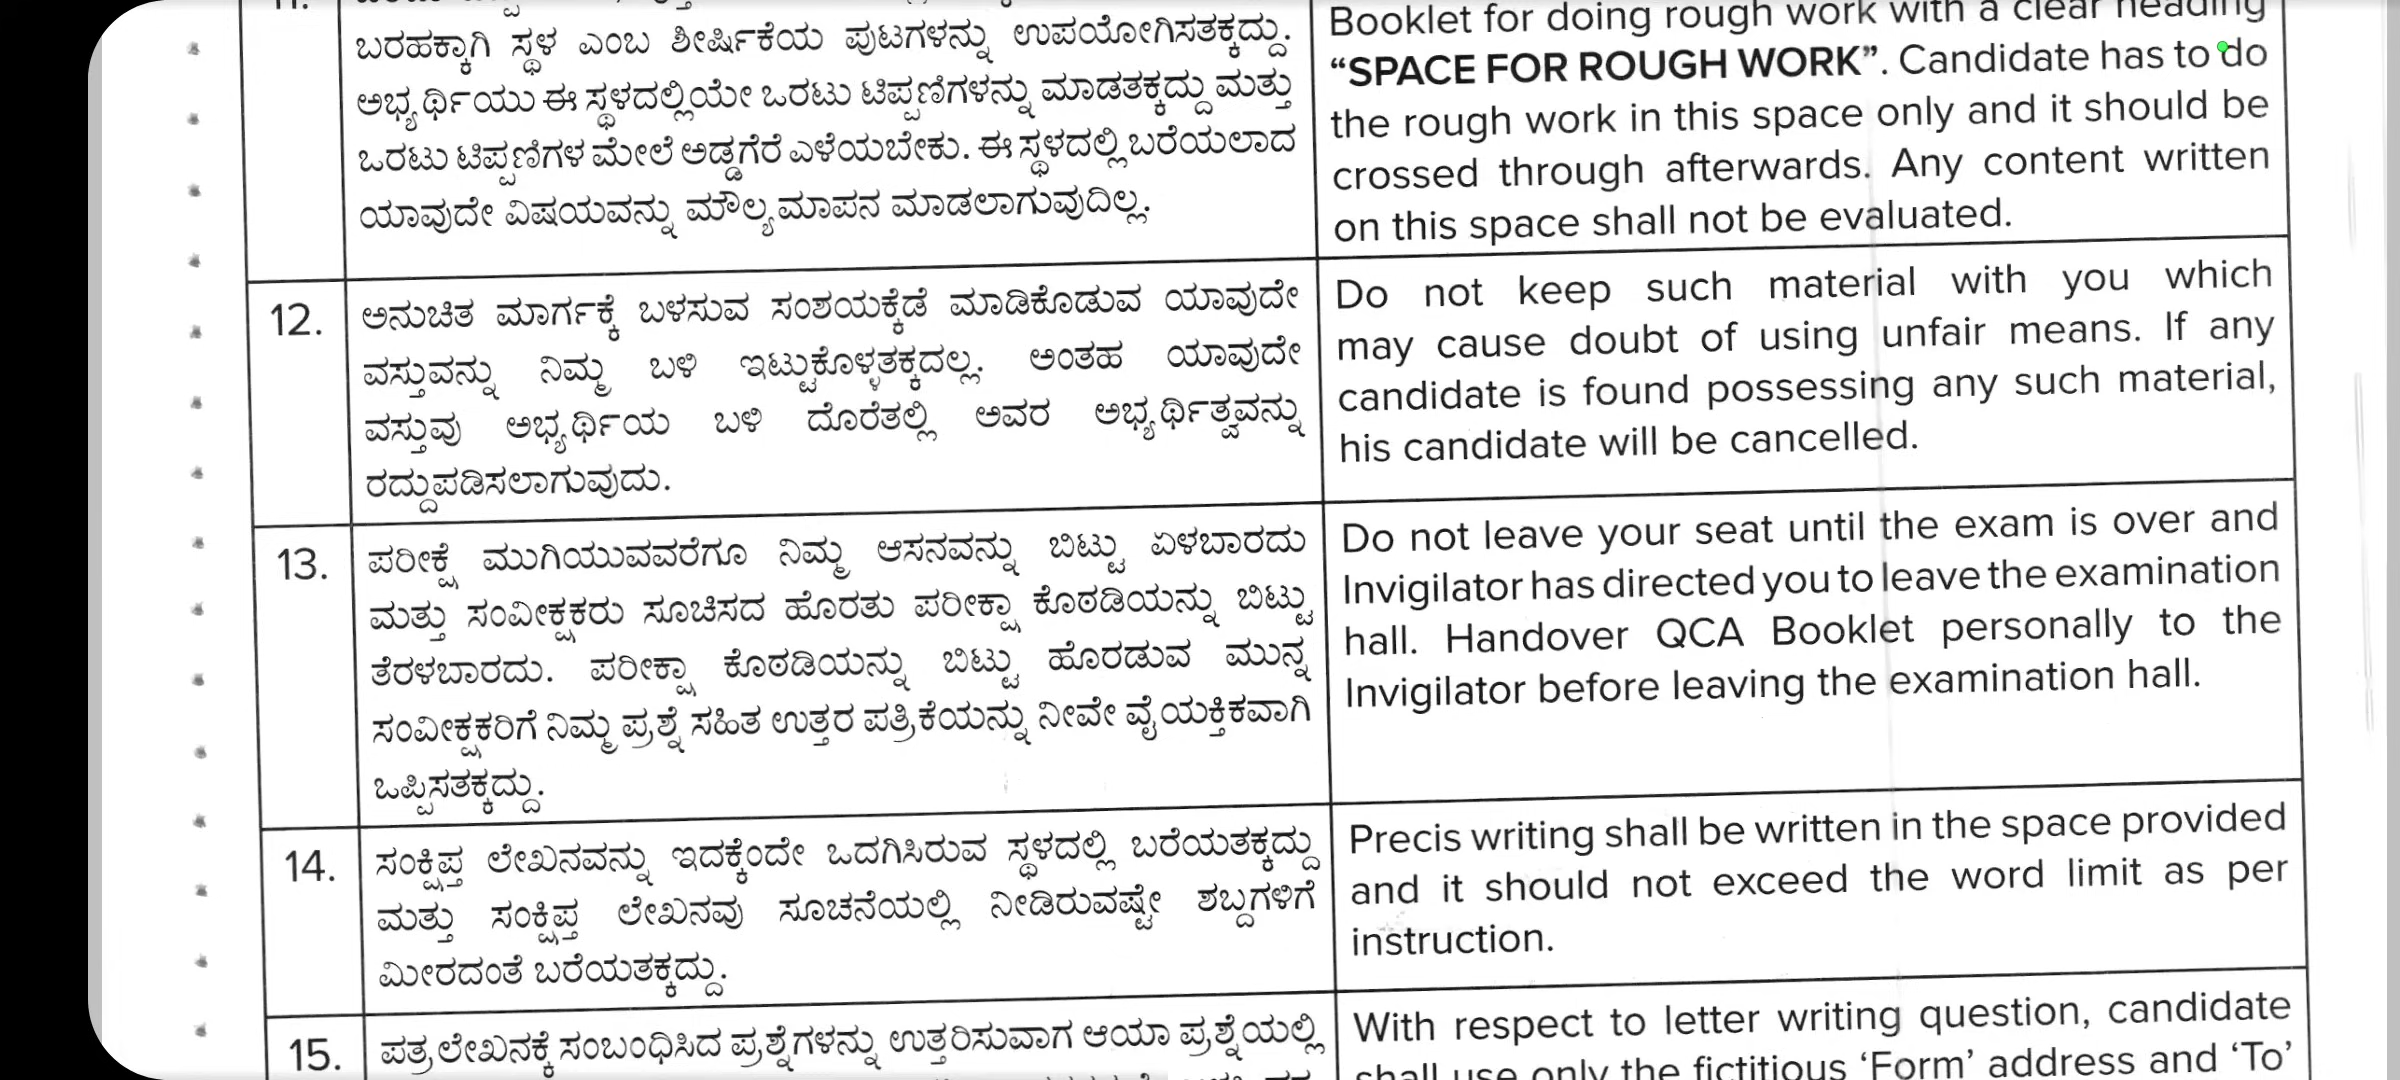 11.
ಬರಹಕ್ಕಾಗಿ ಸ್ಥಳ ಎಂಬ ಶೀರ್ಷಿಕೆಯ ಪುಟಗಳನ್ನು ಉಪಯೋಗಿಸತಕ್ಕದ್ದು.
ಅಭ್ಯರ್ಥಿಯು ಈ ಸ್ಥಳದಲ್ಲಿಯೇ ಒರಟು ಟಿಪ್ಪಣಿಗಳನ್ನು ಮಾಡತಕ್ಕದ್ದು ಮತ್ತು
ಒರಟು ಟಿಪ್ಪಣಿಗಳ ಮೇಲೆ ಅಡ್ಡಗೆರೆ ಎಳೆಯಬೇಕು. ಈ ಸ್ಥಳದಲ್ಲಿ ಬರೆಯಲಾದ
ಯಾವುದೇ ವಿಷಯವನ್ನು ಮೌಲ್ಯಮಾಪನ ಮಾಡಲಾಗುವುದಿಲ್ಲ.
Booklet for doing rough work with a clear heading
“SPACE FOR ROUGH WORK”. Candidate has to do
the rough work in this space only and it should be
crossed through afterwards. Any content written
on this space shall not be evaluated.
12.
ಅನುಚಿತ ಮಾರ್ಗಕ್ಕೆ ಬಳಸುವ ಸಂಶಯಕ್ಕೆಡೆ ಮಾಡಿಕೊಡುವ ಯಾವುದೇ
ವಸ್ತುವನ್ನು ನಿಮ್ಮ ಬಳಿ ಇಟ್ಟುಕೊಳ್ಳತಕ್ಕದಲ್ಲ. ಅಂತಹ ಯಾವುದೇ
ವಸ್ತುವು ಅಭ್ಯರ್ಥಿಯ ಬಳಿ ದೊರೆತಲ್ಲಿ ಅವರ ಅಭ್ಯರ್ಥಿತ್ವವನ್ನು
ರದ್ದುಪಡಿಸಲಾಗುವುದು.
Do not keep such material with you which
may cause doubt of using unfair means. If any
candidate is found possessing any such material,
his candidate will be cancelled.
13.
ಪರೀಕ್ಷೆ ಮುಗಿಯುವವರೆಗೂ ನಿಮ್ಮ ಆಸನವನ್ನು ಬಿಟ್ಟು ಏಳಬಾರದು
ಮತ್ತು ಸಂವೀಕ್ಷಕರು ಸೂಚಿಸದ ಹೊರತು ಪರೀಕ್ಷಾ ಕೊಠಡಿಯನ್ನು ಬಿಟ್ಟು
ತೆರಳಬಾರದು. ಪರೀಕ್ಷಾ ಕೊಠಡಿಯನ್ನು ಬಿಟ್ಟು ಹೊರಡುವ ಮುನ್ನ
ಸಂವೀಕ್ಷಕರಿಗೆ ನಿಮ್ಮ ಪ್ರಶ್ನೆ ಸಹಿತ ಉತ್ತರ ಪತ್ರಿಕೆಯನ್ನು ನೀವೇ ವೈಯಕ್ತಿಕವಾಗಿ
ಒಪ್ಪಿಸತಕ್ಕದ್ದು.
Do not leave your seat until the exam is over and
Invigilator has directed you to leave the examination
hall. Handover QCA Booklet personally to the
Invigilator before leaving the examination hall.
14.
ಸಂಕ್ಷಿಪ್ತ ಲೇಖನವನ್ನು ಇದಕ್ಕೆಂದೇ ಒದಗಿಸಿರುವ ಸ್ಥಳದಲ್ಲಿ ಬರೆಯತಕ್ಕದ್ದು
ಮತ್ತು ಸಂಕ್ಷಿಪ್ತ ಲೇಖನವು ಸೂಚನೆಯಲ್ಲಿ ನೀಡಿರುವಷ್ಟೇ ಶಬ್ದಗಳಿಗೆ
ಮೀರದಂತೆ ಬರೆಯತಕ್ಕದ್ದು.
Precis writing shall be written in the space provided
and it should not exceed the word limit as per
instruction.
15.
ಪತ್ರ ಲೇಖನಕ್ಕೆ ಸಂಬಂಧಿಸಿದ ಪ್ರಶ್ನೆಗಳನ್ನು ಉತ್ತರಿಸುವಾಗ ಆಯಾ ಪ್ರಶ್ನೆಯಲ್ಲಿ
With respect to letter writing question, candidate
shall use only the fictitious ‘Form’ address and ‘To’